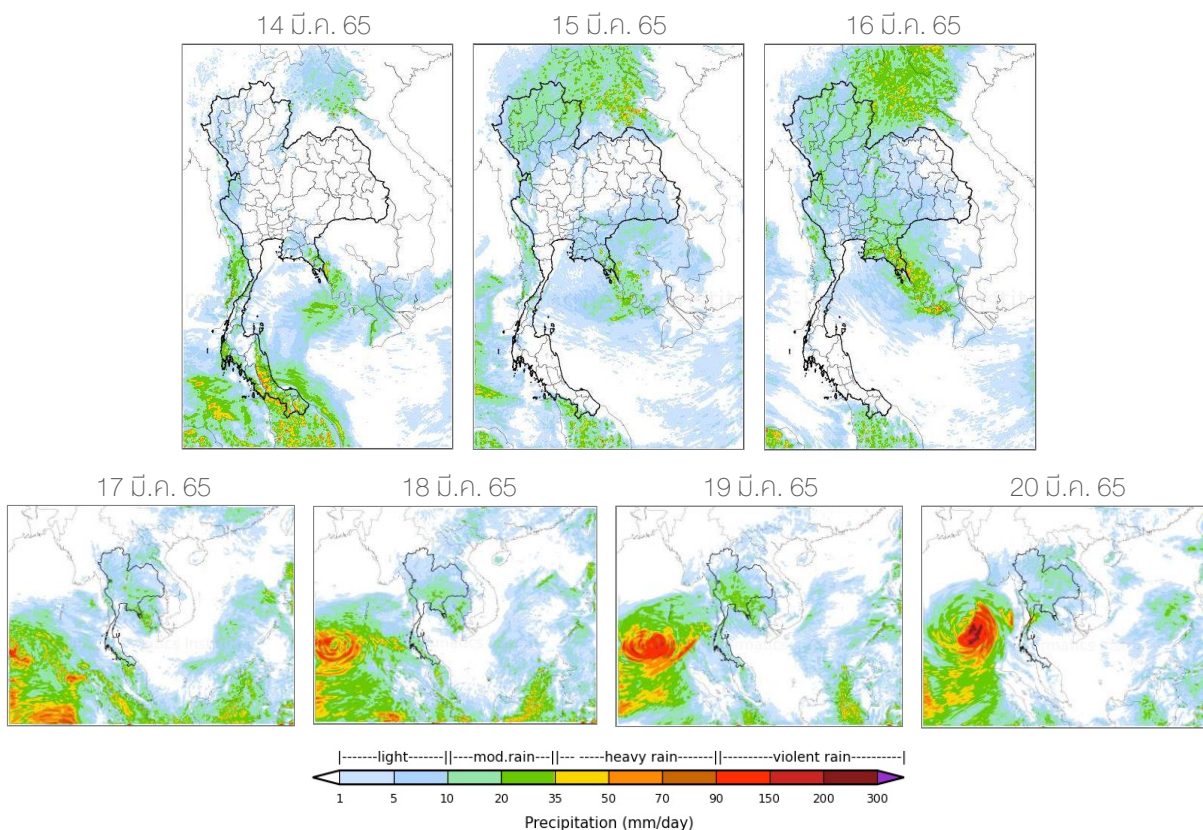 14 มี.ค. 65
15 มี.ค. 65
16 มี.ค. 65
17 มี.ค. 65
18 มี.ค. 65
19 มี.ค. 65
20 มี.ค. 65
|------light-------||----mod.rain---||--- ----heavy rain-------||-------violent rain-------|
1 5 10 20 35 50 70 90 150 200 300
Precipitation (mm/day)